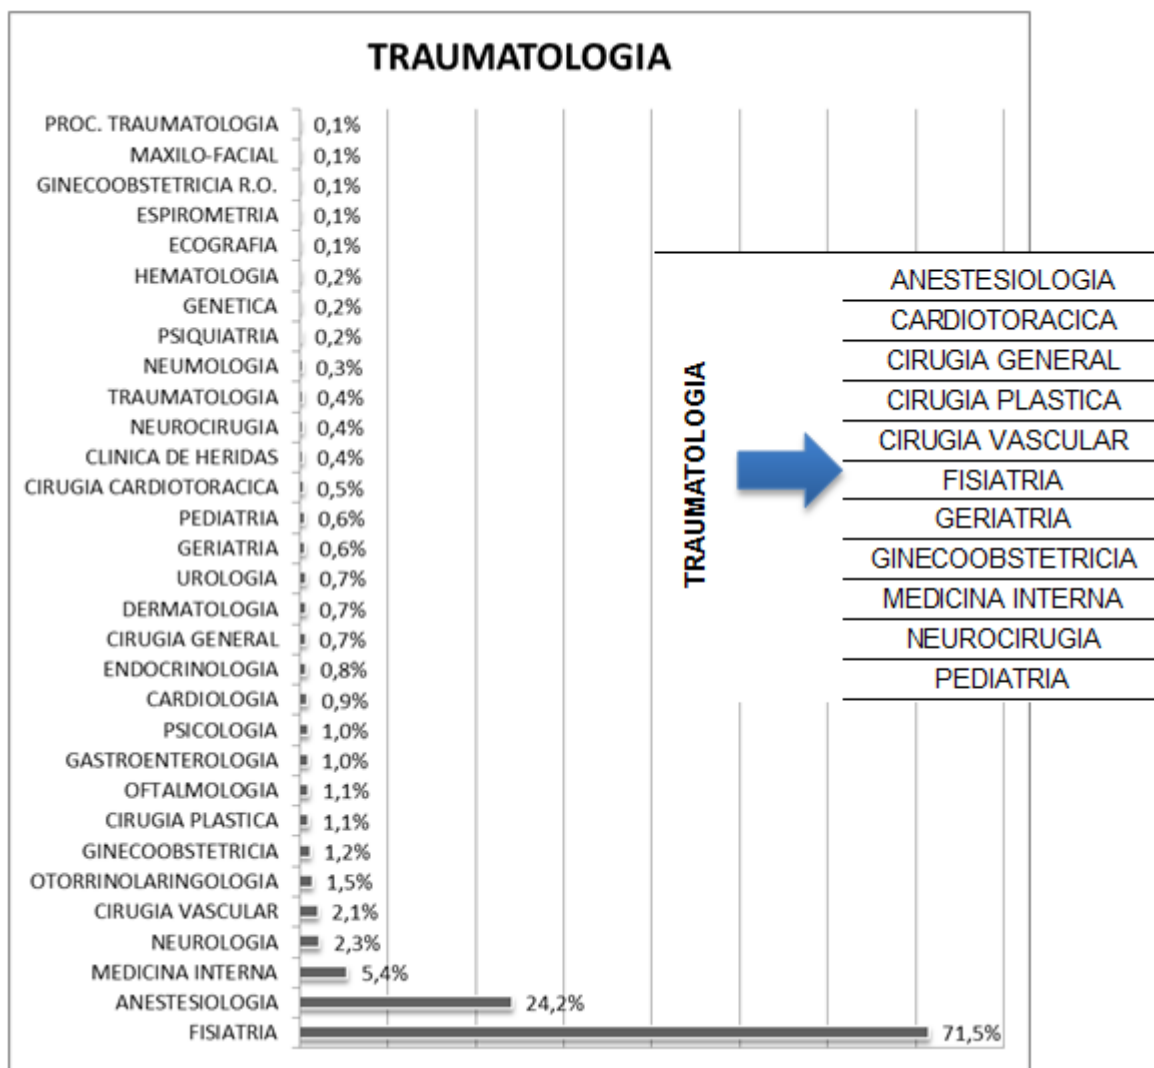 TRAUMATOLOGIA
PROC. TRAUMATOLOGIA 0,1%
MAXILO-FACIAL 0,1%
GINECOOBSTETRICIA R.O. 0,1%
ESPIROMETRIA 0,1%
ECOGRAFIA 0,1%
HEMATOLOGIA 0,2%
GENETICA 0,2%
PSIQUIATRIA 0,2%
NEUMOLOGIA 0,3%
TRAUMATOLOGIA 0,4%
NEUROCIRUGIA 0,4%
CLINICA DE HERIDAS 0,4%
CIRUGIA CARDIOTORACICA 0,5%
PEDIATRIA 0,6%
GERIATRIA 0,6%
UROLOGIA 0,7%
DERMATOLOGIA 0,7%
CIRUGIA GENERAL 0,7%
ENDOCRINOLOGIA 0,8%
CARDIOLOGIA 0,9%
PSICOLOGIA 1,0%
GASTROENTEROLOGIA 1,0%
OFTALMOLOGIA 1,1%
CIRUGIA PLASTICA 1,1%
GINECOOBSTETRICIA 1,2%
OTORRINOLARINGOLOGIA 1,5%
CIRUGIA VASCULAR 2,1%
NEUROLOGIA 2,3%
MEDICINA INTERNA 5,4%
ANESTESIOLOGIA 24,2%
FISIATRIA 71,5%
TRAUMATOLOGIA
ANESTESIOLOGIA
CARDIOTORACICA
CIRUGIA GENERAL
CIRUGIA PLASTICA
CIRUGIA VASCULAR
FISIATRIA
GERIATRIA
GINECOOBSTETRICIA
MEDICINA INTERNA
NEUROCIRUGIA
PEDIATRIA